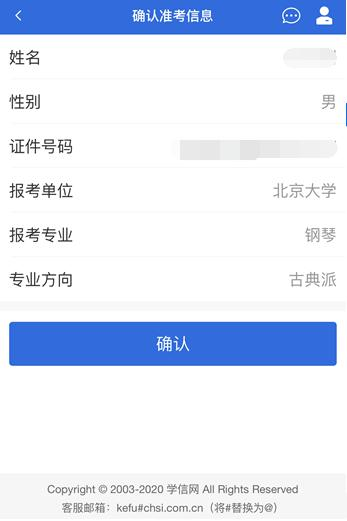 确认准考信息
姓名
性别 男
证件号码
报考单位 北京大学
报考专业 钢琴
专业方向 古典派
确认
Copyright © 2003-2020 学信网 All Rights Reserved
客服邮箱：kefu#chsi.com.cn（将#替换为@）